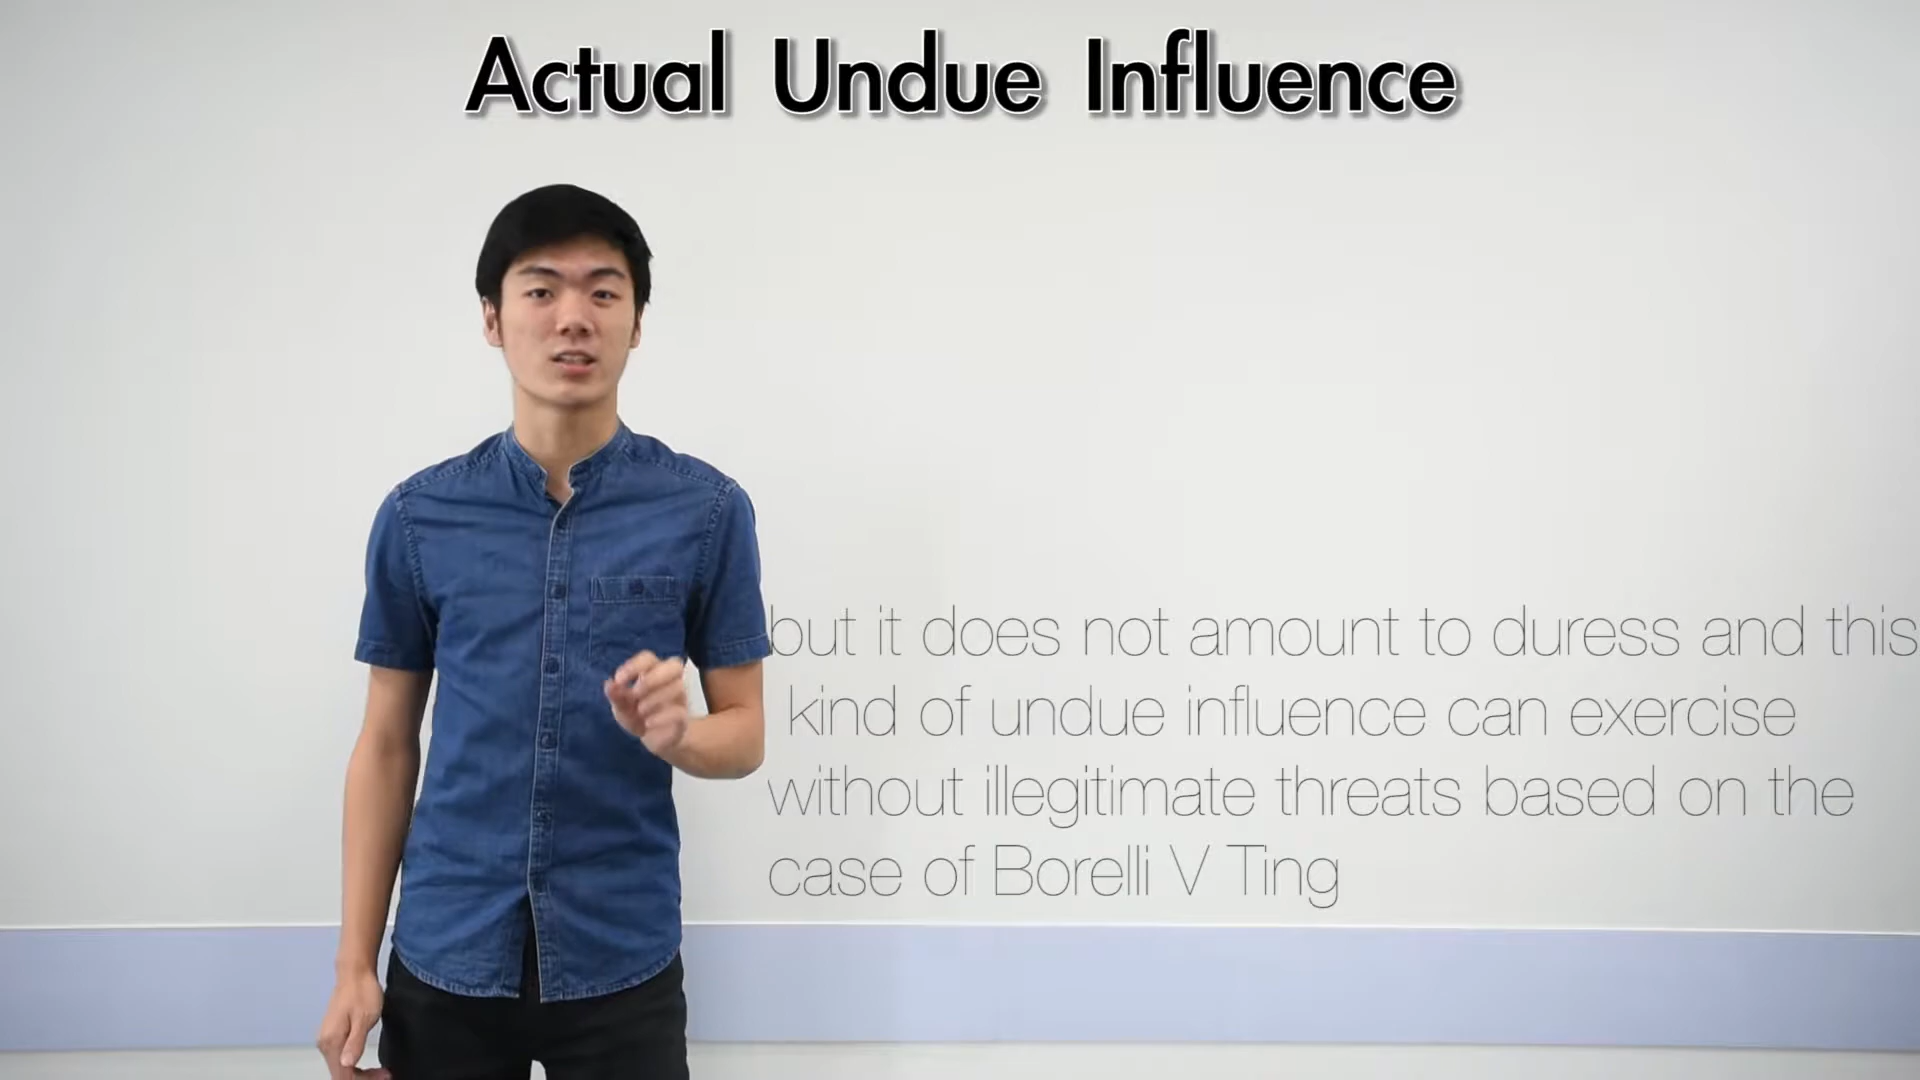 Actual Undue Influence
but it does not amount to duress and this
kind of undue influence can exercise
without illegitimate threats based on the
case of Borelli V Ting